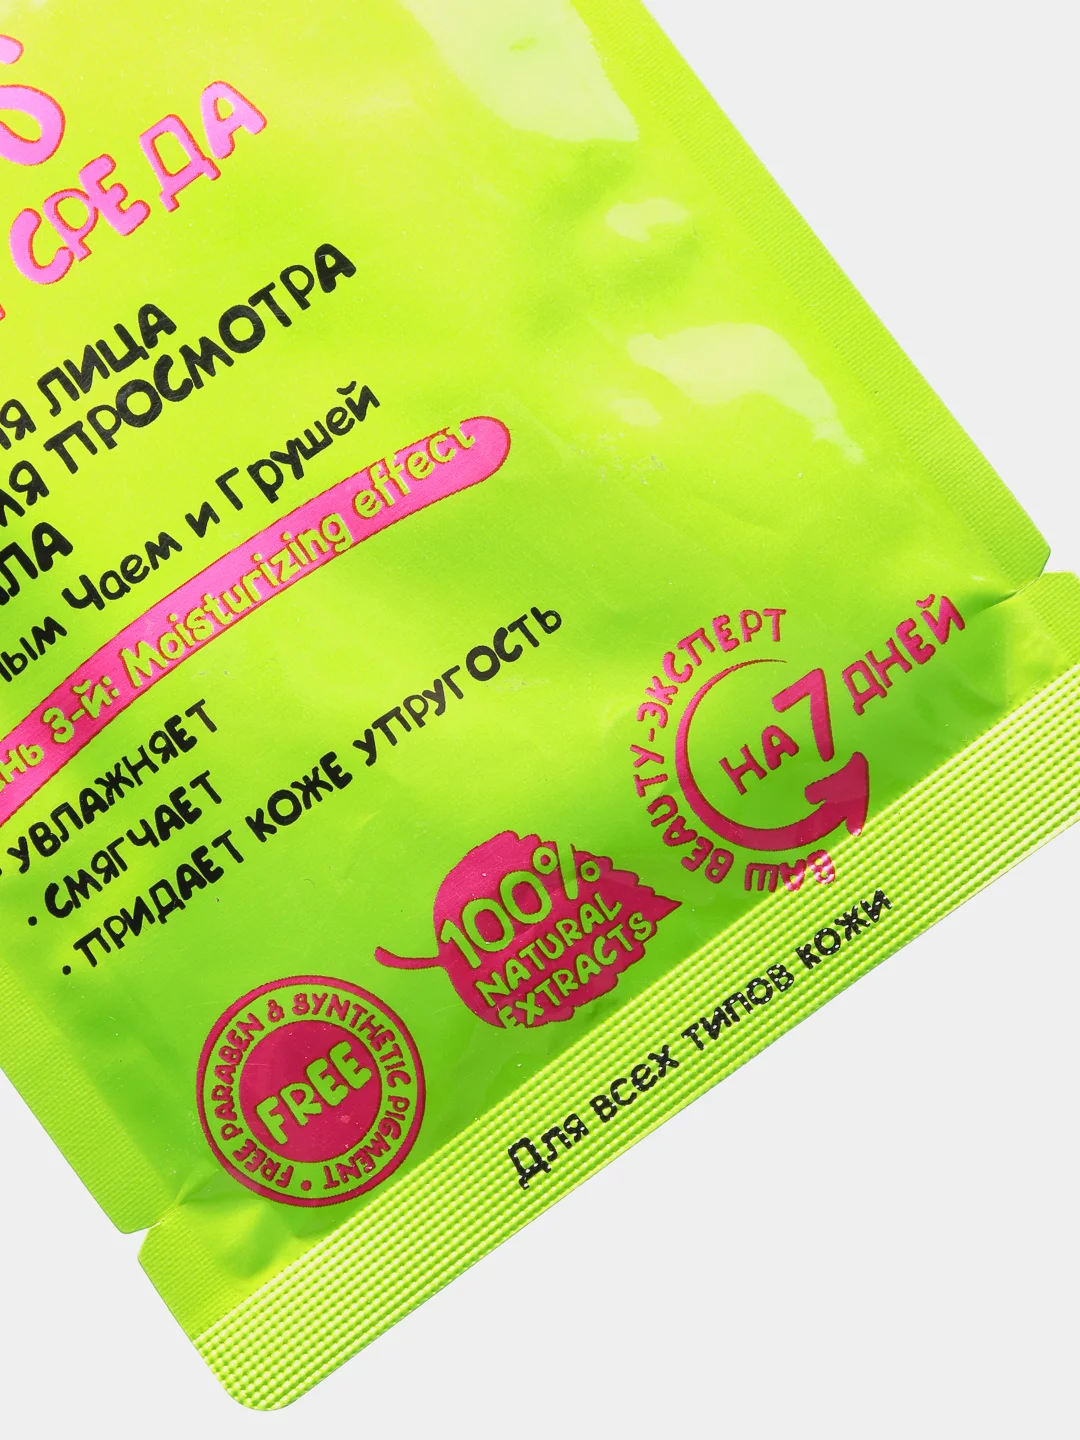 СРЕДА
ЛИЦА
ПРОСМОТРА
Чаем и Грушей
3-й: Moisturizing effect
УВЛАЖНЯЕТ
· СМЯГЧАЕТ
· ПРИДАЕТ КОЖЕ УПРУГОСТЬ
ВАШ BEAUTY-ЭКСПЕРТ
НА 7 ДНЕЙ
100%
NATURAL
EXTRACTS
FREE PARABEN & SYNTHETIC PIGMENT ·
FREE
Для всех типов кожи